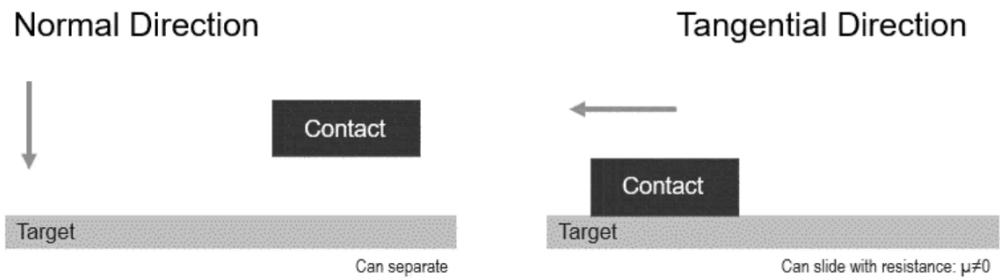 Normal Direction
Contact
Target
Can separate
Tangential Direction
Contact
Target
Can slide with resistance: μ≠0